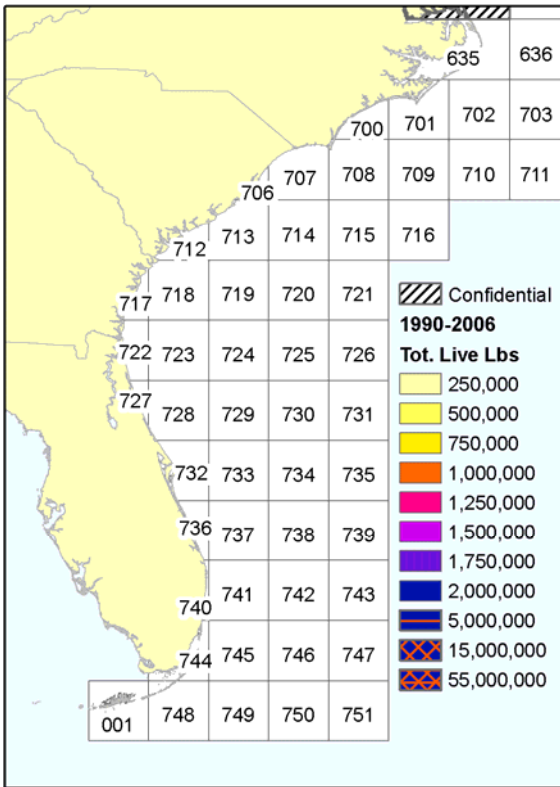 635 636
700 701 702 703
706 707 708 709 710 711
712 713 714 715 716
717 718 719 720 721
722 723 724 725 726
727 728 729 730 731
732 733 734 735
736 737 738 739
740 741 742 743
744 745 746 747
001 748 749 750 751
Confidential
1990-2006
Tot. Live Lbs
250,000
500,000
750,000
1,000,000
1,250,000
1,500,000
1,750,000
2,000,000
5,000,000
15,000,000
55,000,000